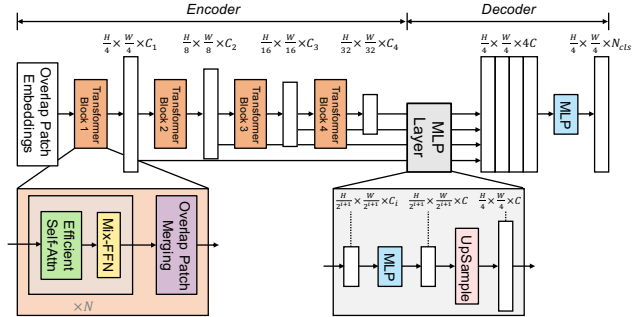 Encoder
Decoder
H/4 × W/4 × C₁
H/8 × W/8 × C₂
H/16 × W/16 × C₃
H/32 × W/32 × C₄
H/4 × W/4 × 4C
H/4 × W/4 × N_cls
Overlap Patch
Embeddings
Transformer
Block 1
Transformer
Block 2
Transformer
Block 3
Transformer
Block 4
MLP
Layer
MLP
Efficient
Self-Attn
Mix-FFN
×N
Overlap Patch
Merging
H/2^{i+1} × W/2^{i+1} × C_i
H/2^{i+1} × W/2^{i+1} × C
H/4 × W/4 × C
MLP
UpSample